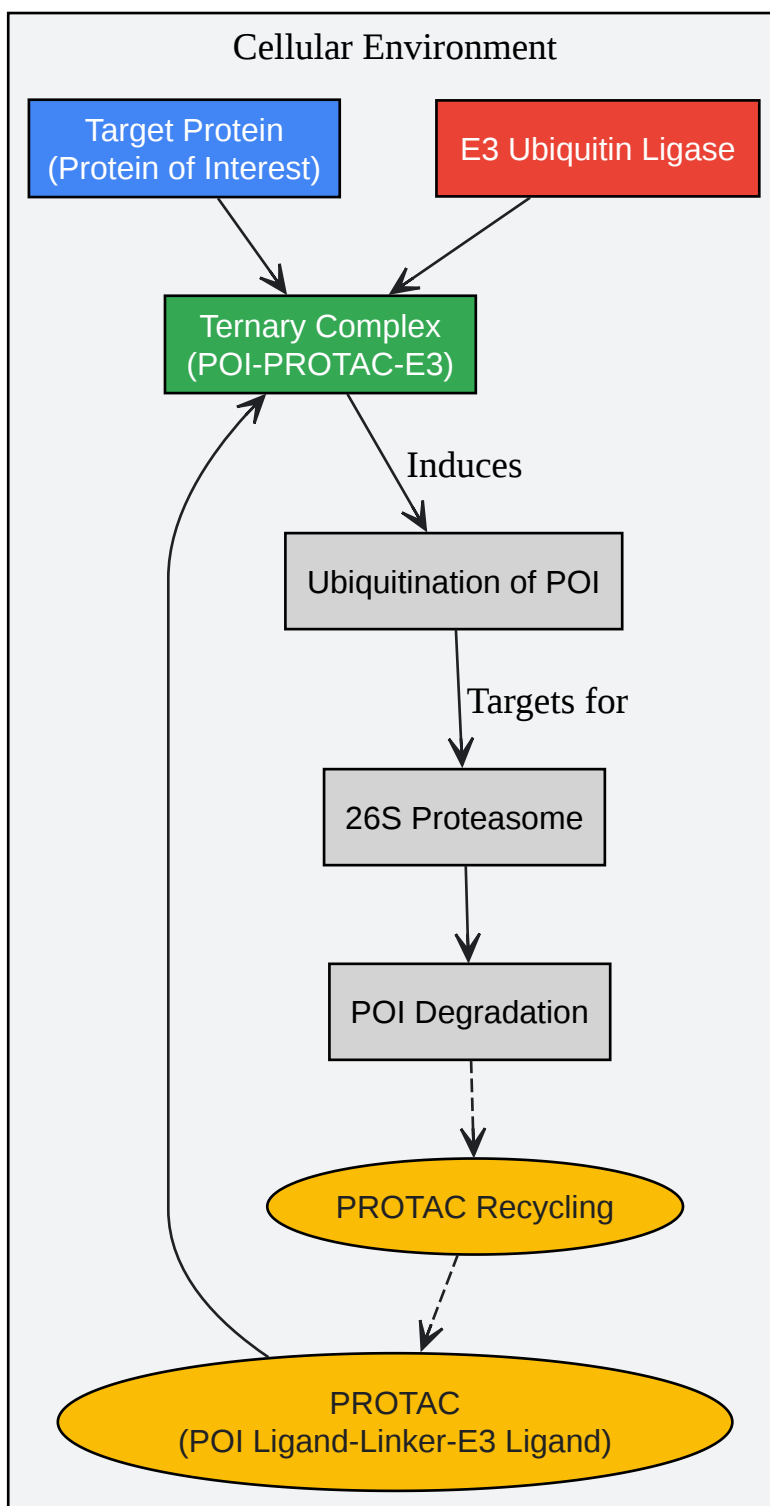 Cellular Environment
Target Protein
(Protein of Interest)
E3 Ubiquitin Ligase
Ternary Complex
(POI-PROTAC-E3)
Induces
Ubiquitination of POI
Targets for
26S Proteasome
POI Degradation
PROTAC Recycling
PROTAC
(POI Ligand-Linker-E3 Ligand)